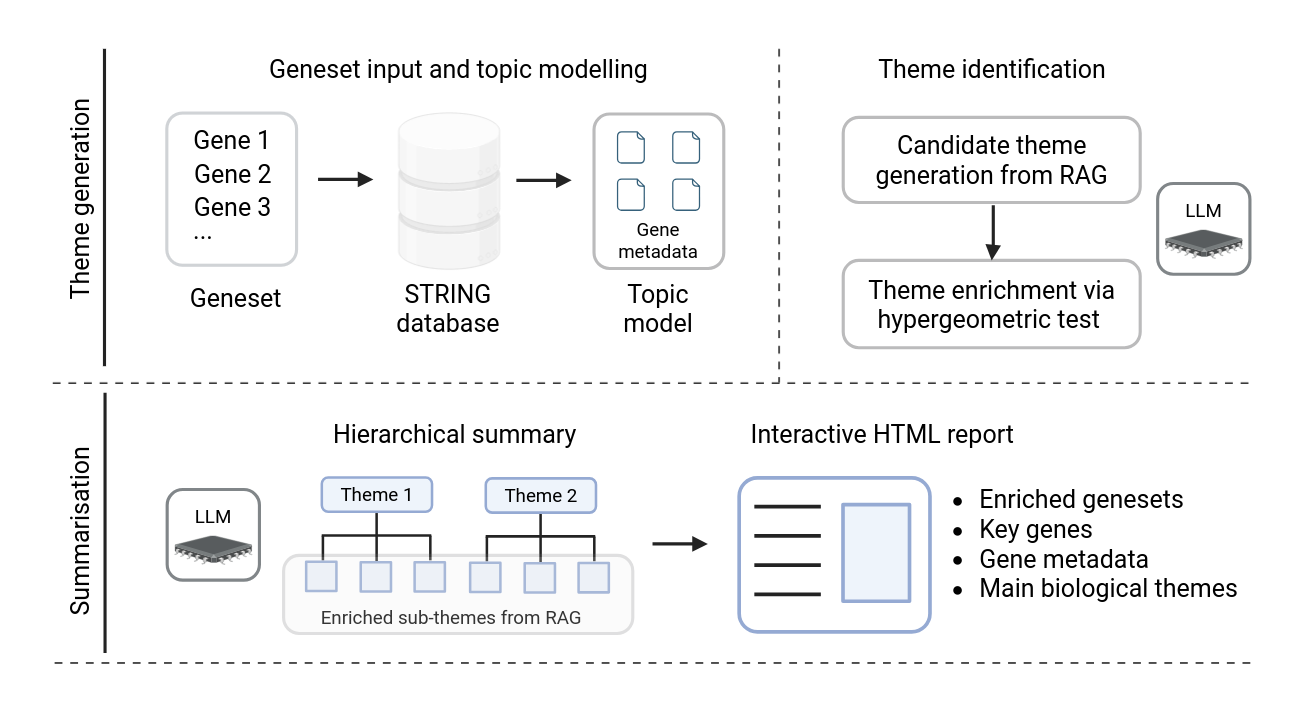 Theme generation
Geneset input and topic modelling
Gene 1
Gene 2
Gene 3
...
Geneset
STRING
database
Gene
metadata
Topic
model
Theme identification
Candidate theme
generation from RAG
LLM
Theme enrichment via
hypergeometric test
Summarisation
Hierarchical summary
LLM
Theme 1
Theme 2
Enriched sub-themes from RAG
Interactive HTML report
• Enriched genesets
• Key genes
• Gene metadata
• Main biological themes